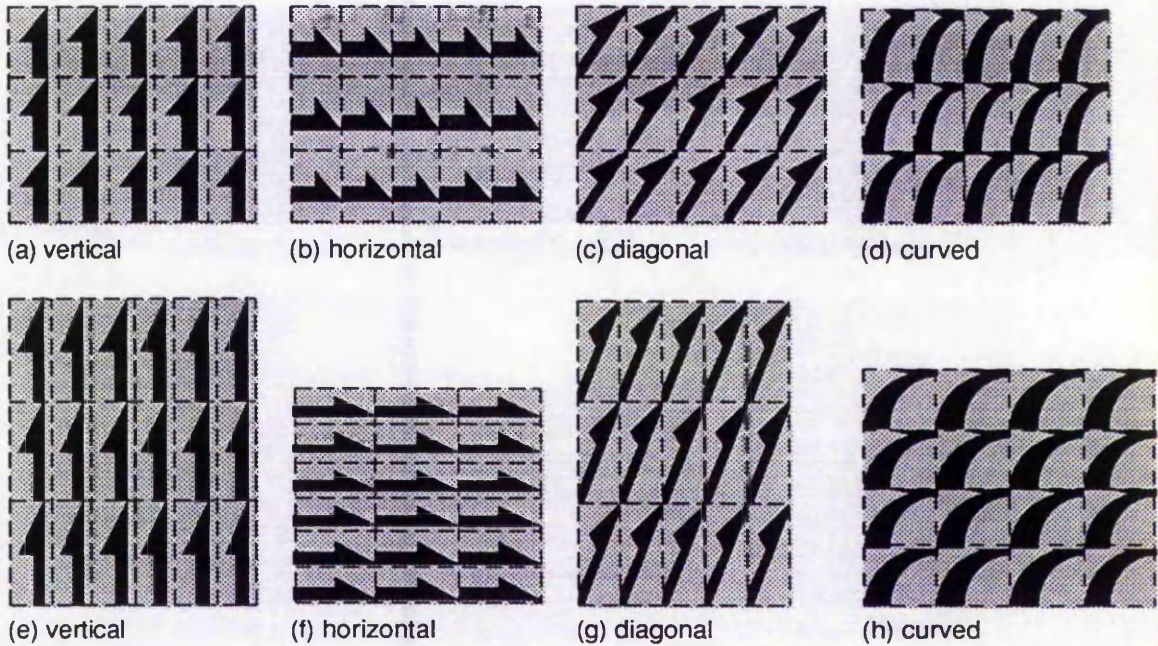 (a) vertical
(b) horizontal
(c) diagonal
(d) curved
(e) vertical
(f) horizontal
(g) diagonal
(h) curved